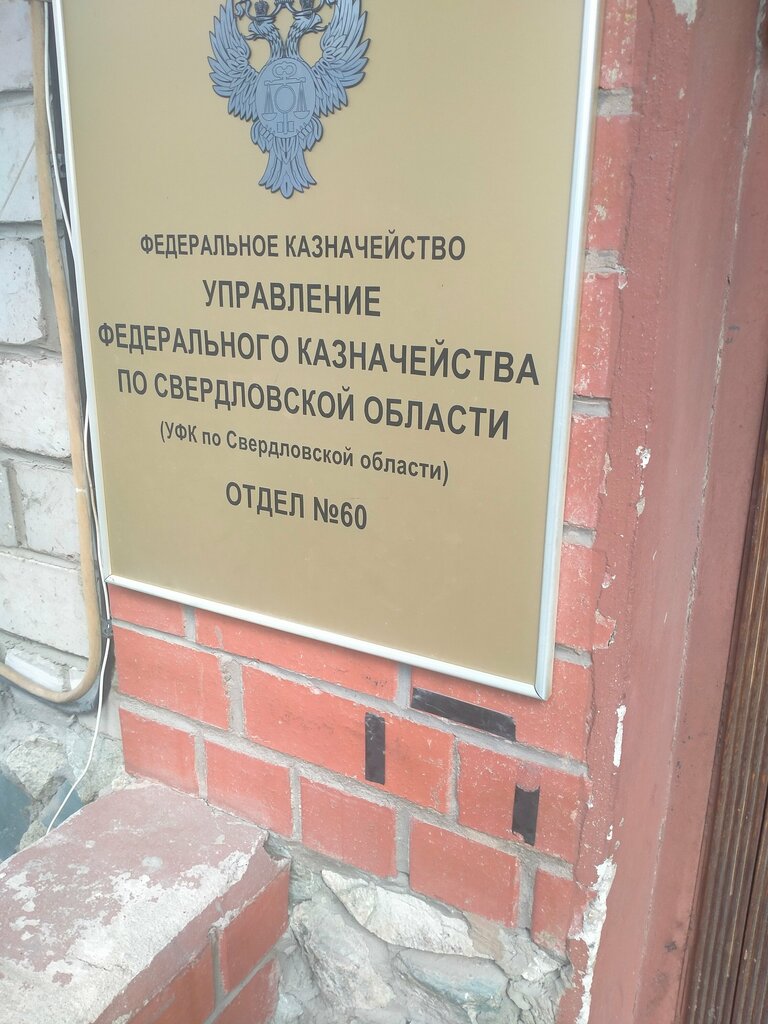 ФЕДЕРАЛЬНОЕ КАЗНАЧЕЙСТВО
УПРАВЛЕНИЕ
ФЕДЕРАЛЬНОГО КАЗНАЧЕЙСТВА
ПО СВЕРДЛОВСКОЙ ОБЛАСТИ
(УФК по Свердловской области)
ОТДЕЛ №60